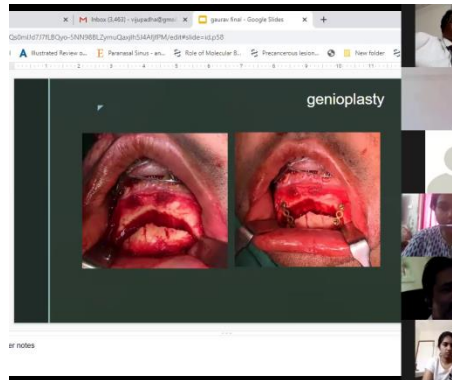 Inbox (3,463) - vijupadha@gmai
gaurav final - Google Slides
Illustrated Review o...
Paranasal Sinus - an...
Role of Molecular B...
Precancerous lesion...
New folder
genioplasty
er notes